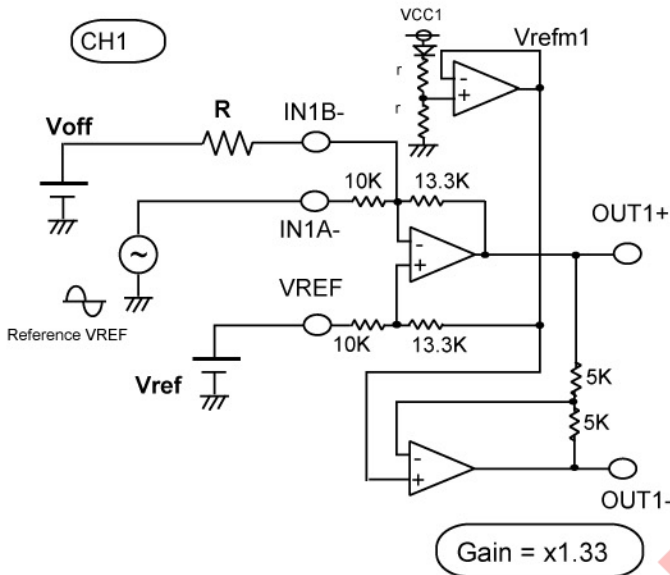 VCC1
CH1
Vrefm1
r
-
+
r
R
IN1B-
Voff
10K
13.3K
OUT1+
IN1A-
-
+
~
VREF
Reference VREF
10K
13.3K
Vref
5K
5K
-
+
OUT1-
Gain = x1.33